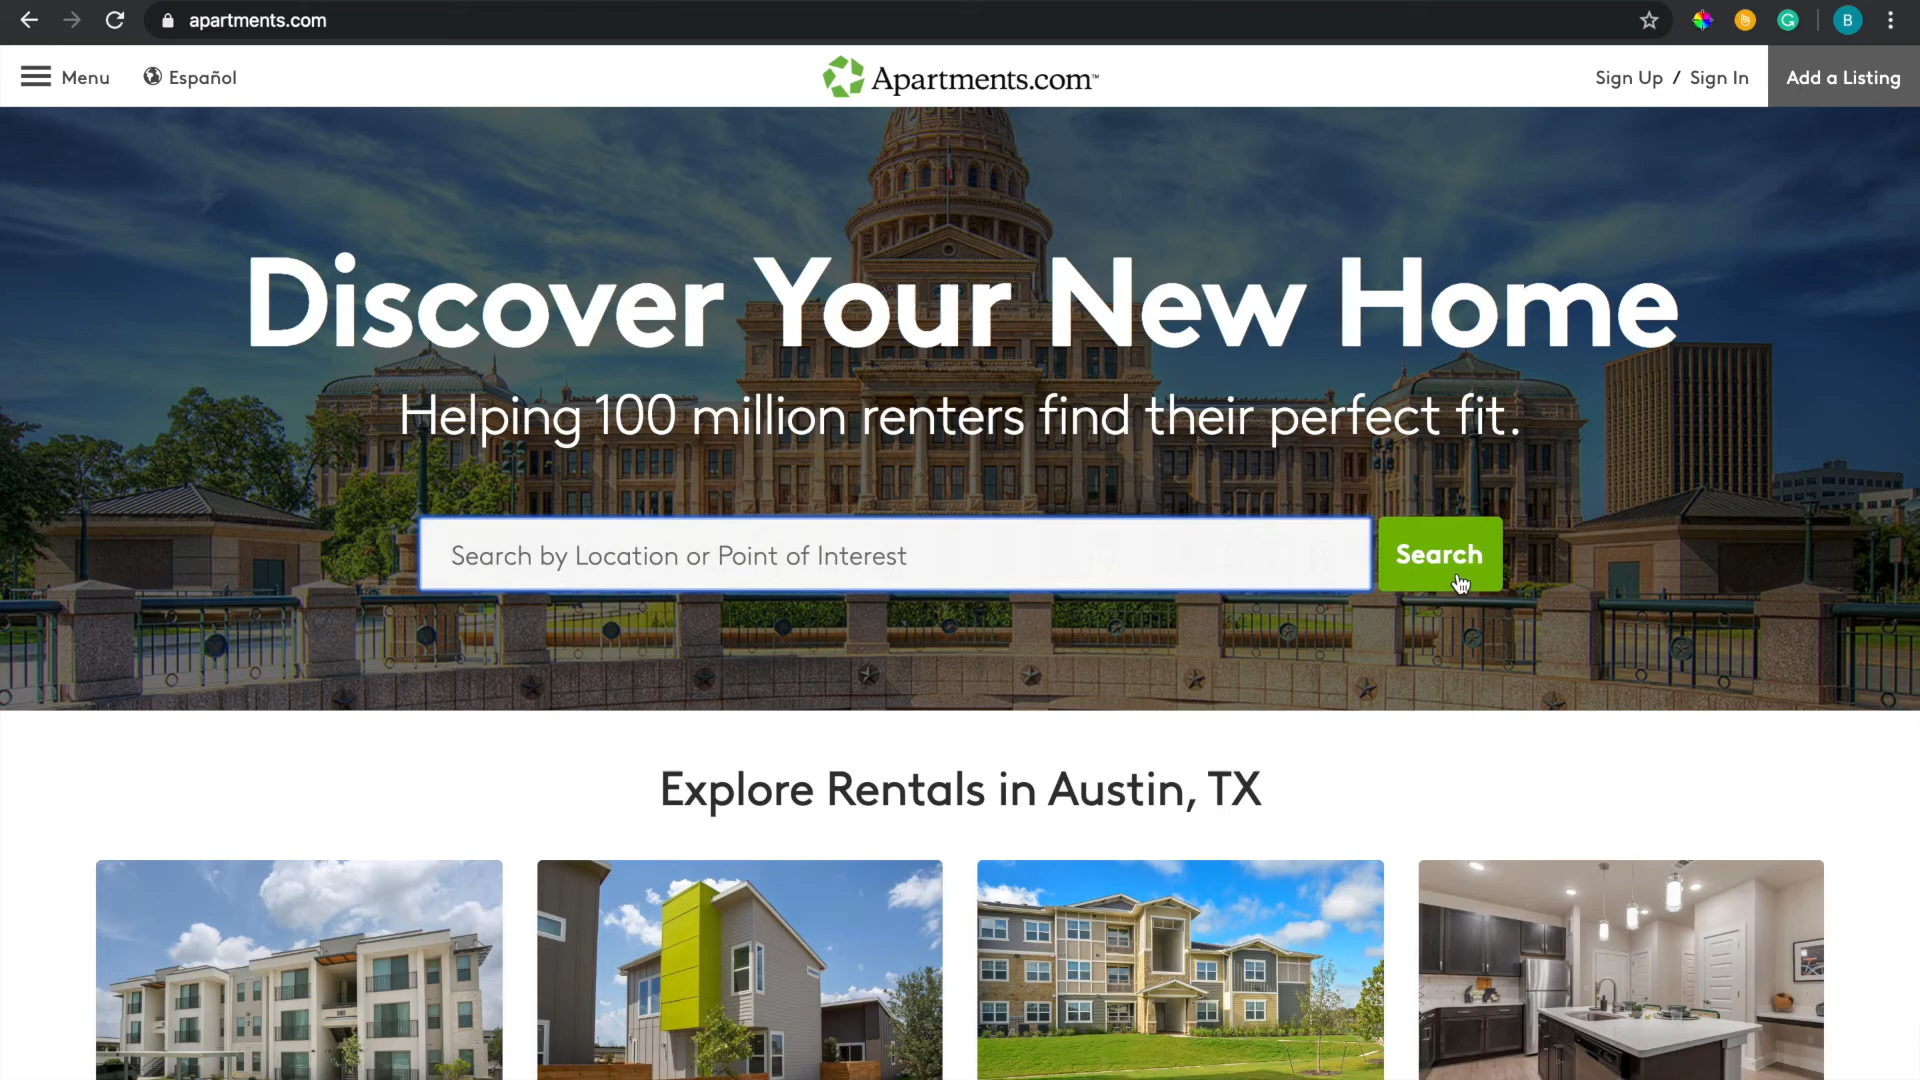 apartments.com
B
Menu
Español
Apartments.com™
Sign Up / Sign In
Add a Listing
Discover Your New Home
Helping 100 million renters find their perfect fit.
Search by Location or Point of Interest
Search
Explore Rentals in Austin, TX